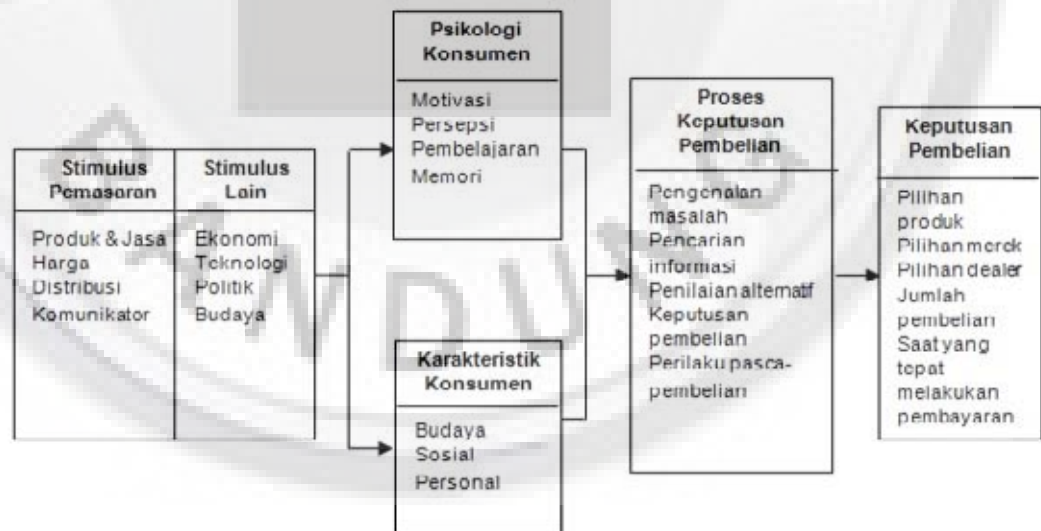 Stimulus
Pemasaran
Produk & Jasa
Harga
Distribusi
Komunikator
Stimulus
Lain
Ekonomi
Teknologi
Politik
Budaya
Psikologi
Konsumen
Motivasi
Persepsi
Pembelajaran
Memori
Karakteristik
Konsumen
Budaya
Sosial
Personal
Proses
Keputusan
Pembelian
Pengenalan
masalah
Pencarian
informasi
Penilaian alternatif
Keputusan
pembelian
Perilaku pasca-
pembelian
Keputusan
Pembelian
Pilihan
produk
Pilihan merek
Pilihan dealer
Jumlah
pembelian
Saat yang
tepat
melakukan
pembayaran